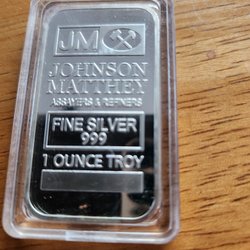 JM
JOHNSON
MATTHEY
ASSAYERS & REFINERS
FINE SILVER
999
1 OUNCE TROY